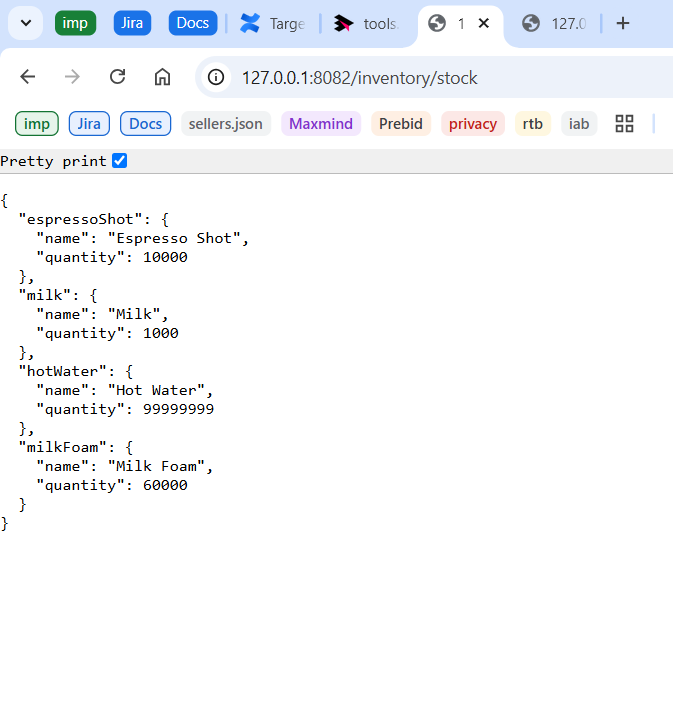 imp Jira Docs Targe tools. 1 127.0
127.0.0.1:8082/inventory/stock
imp Jira Docs sellers.json Maxmind Prebid privacy rtb iab
Pretty print
{
  "espressoShot": {
    "name": "Espresso Shot",
    "quantity": 10000
  },
  "milk": {
    "name": "Milk",
    "quantity": 1000
  },
  "hotWater": {
    "name": "Hot Water",
    "quantity": 99999999
  },
  "milkFoam": {
    "name": "Milk Foam",
    "quantity": 60000
  }
}